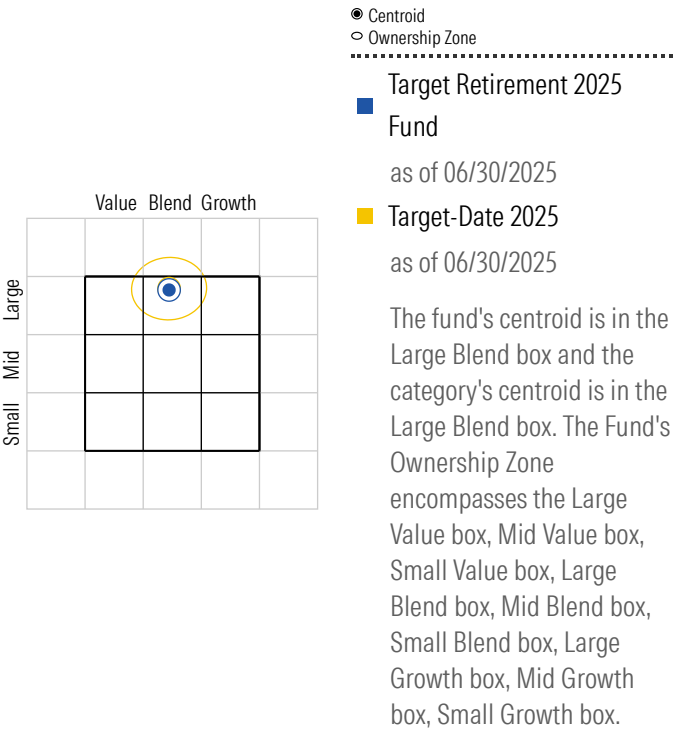 Centroid
Ownership Zone
Target Retirement 2025
Fund
as of 06/30/2025
Target-Date 2025
as of 06/30/2025
Value Blend Growth
Large
Mid
Small
The fund's centroid is in the
Large Blend box and the
category's centroid is in the
Large Blend box. The Fund's
Ownership Zone
encompasses the Large
Value box, Mid Value box,
Small Value box, Large
Blend box, Mid Blend box,
Small Blend box, Large
Growth box, Mid Growth
box, Small Growth box.